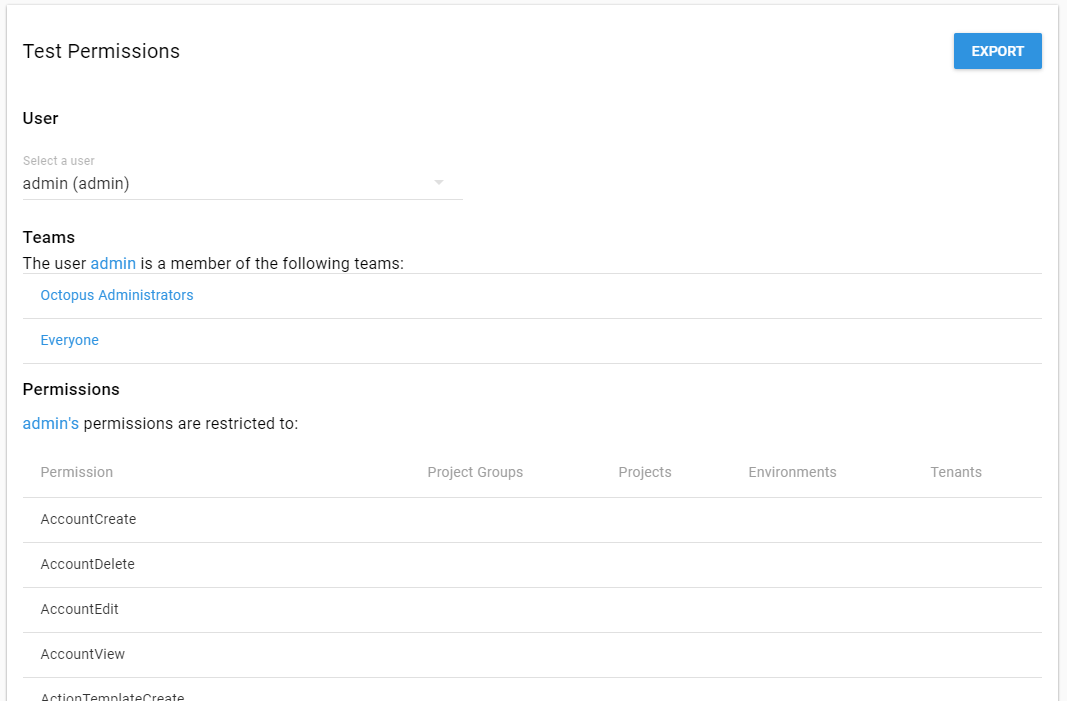 Test Permissions
EXPORT
User
Select a user
admin (admin)
Teams
The user admin is a member of the following teams:
Octopus Administrators
Everyone
Permissions
admin's permissions are restricted to:
Permission Project Groups Projects Environments Tenants
AccountCreate
AccountDelete
AccountEdit
AccountView
ActionTemplateCreate